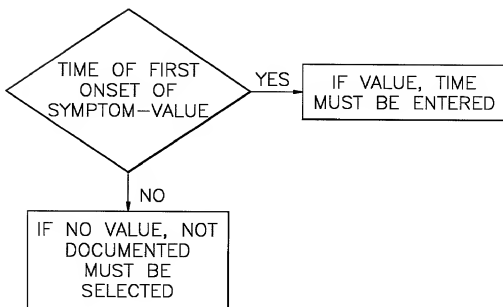 TIME OF FIRST
ONSET OF
SYMPTOM-VALUE
YES
IF VALUE, TIME
MUST BE ENTERED
NO
IF NO VALUE, NOT
DOCUMENTED
MUST BE
SELECTED